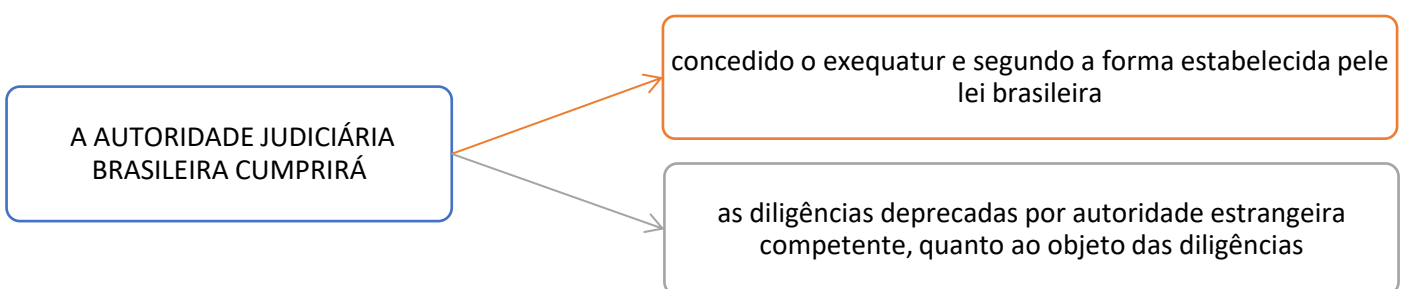 A AUTORIDADE JUDICIÁRIA
BRASILEIRA CUMPRIRÁ
concedido o exequatur e segundo a forma estabelecida pele
lei brasileira
as diligências deprecadas por autoridade estrangeira
competente, quanto ao objeto das diligências